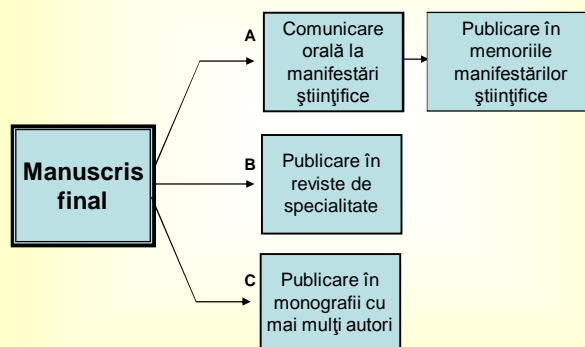 A
Comunicare
orală la
manifestări
ştiinţifice
Publicare în
memoriile
manifestărilor
ştiinţifice
Manuscris
final
B
Publicare în
reviste de
specialitate
C
Publicare în
monografii cu
mai mulţi autori